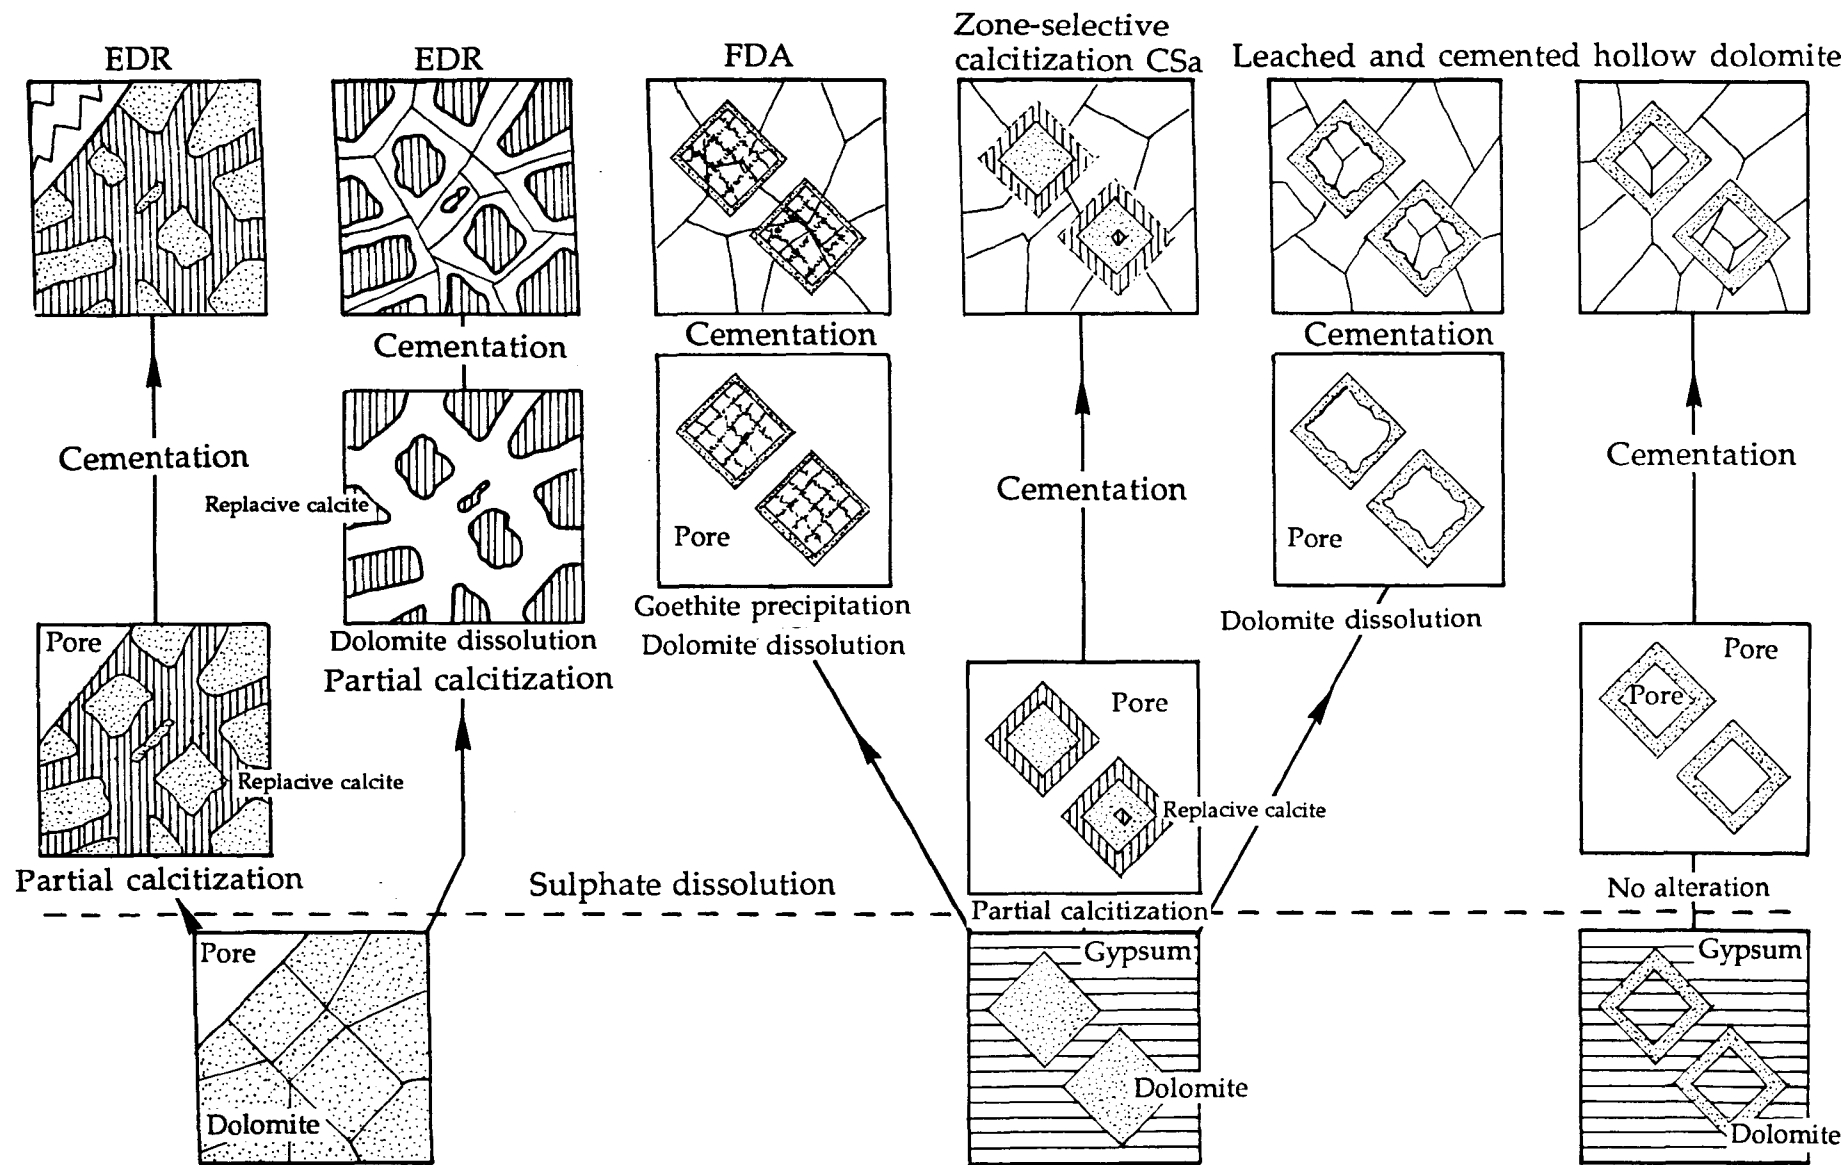 EDR
EDR
FDA
Zone-selective
calcitization CSa
Leached and cemented hollow dolomite
Cementation
Cementation
Cementation
Cementation
Cementation
Cementation
Replacive calcite
Pore
Pore
Goethite precipitation
Dolomite dissolution
Dolomite dissolution
Dolomite dissolution
Partial calcitization
Pore
Replacive calcite
Pore
Replacive calcite
Pore
Pore
Partial calcitization
Sulphate dissolution
No alteration
Partial calcitization
Pore
Dolomite
Gypsum
Dolomite
Gypsum
Dolomite